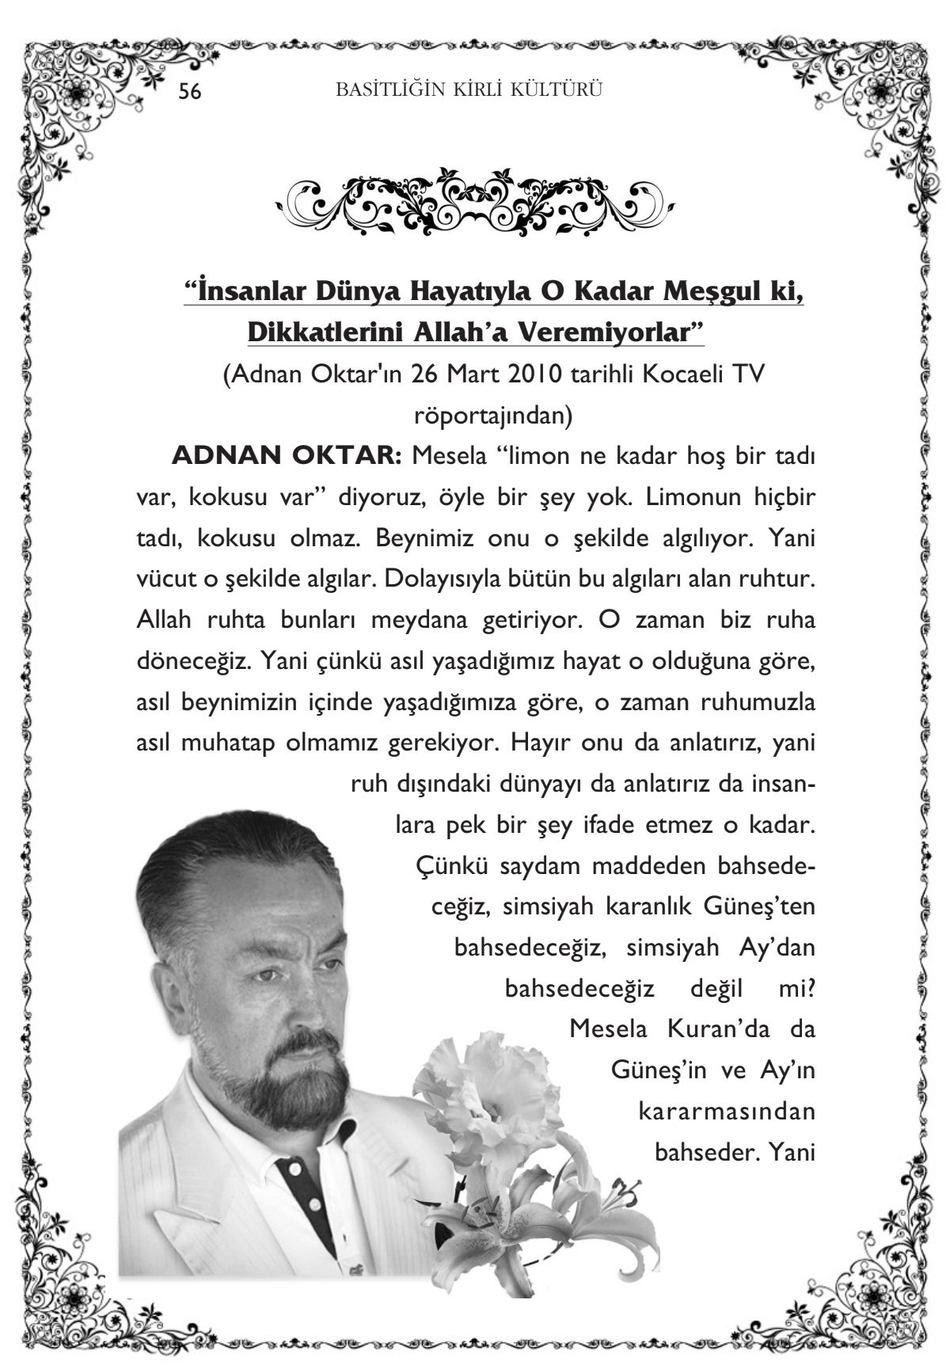 56
BASİTLİĞİN KİRLİ KÜLTÜRÜ
“İnsanlar Dünya Hayatıyla O Kadar Meşgul ki,
Dikkatlerini Allah’a Veremiyorlar”
(Adnan Oktar'ın 26 Mart 2010 tarihli Kocaeli TV
röportajından)
ADNAN OKTAR: Mesela “limon ne kadar hoş bir tadı
var, kokusu var” diyoruz, öyle bir şey yok. Limonun hiçbir
tadı, kokusu olmaz. Beynimiz onu o şekilde algılıyor. Yani
vücut o şekilde algılar. Dolayısıyla bütün bu algıları alan ruhtur.
Allah ruhta bunları meydana getiriyor. O zaman biz ruha
döneceğiz. Yani çünkü asıl yaşadığımız hayat o olduğuna göre,
asıl beynimizin içinde yaşadığımıza göre, o zaman ruhumuzla
asıl muhatap olmamız gerekiyor. Hayır onu da anlatırız, yani
ruh dışındaki dünyayı da anlatırız da insan-
lara pek bir şey ifade etmez o kadar.
Çünkü saydam maddeden bahsede-
ceğiz, simsiyah karanlık Güneş’ten
bahsedeceğiz, simsiyah Ay’dan
bahsedeceğiz değil mi?
Mesela Kuran’da da
Güneş’in ve Ay’ın
kararmasından
bahseder. Yani